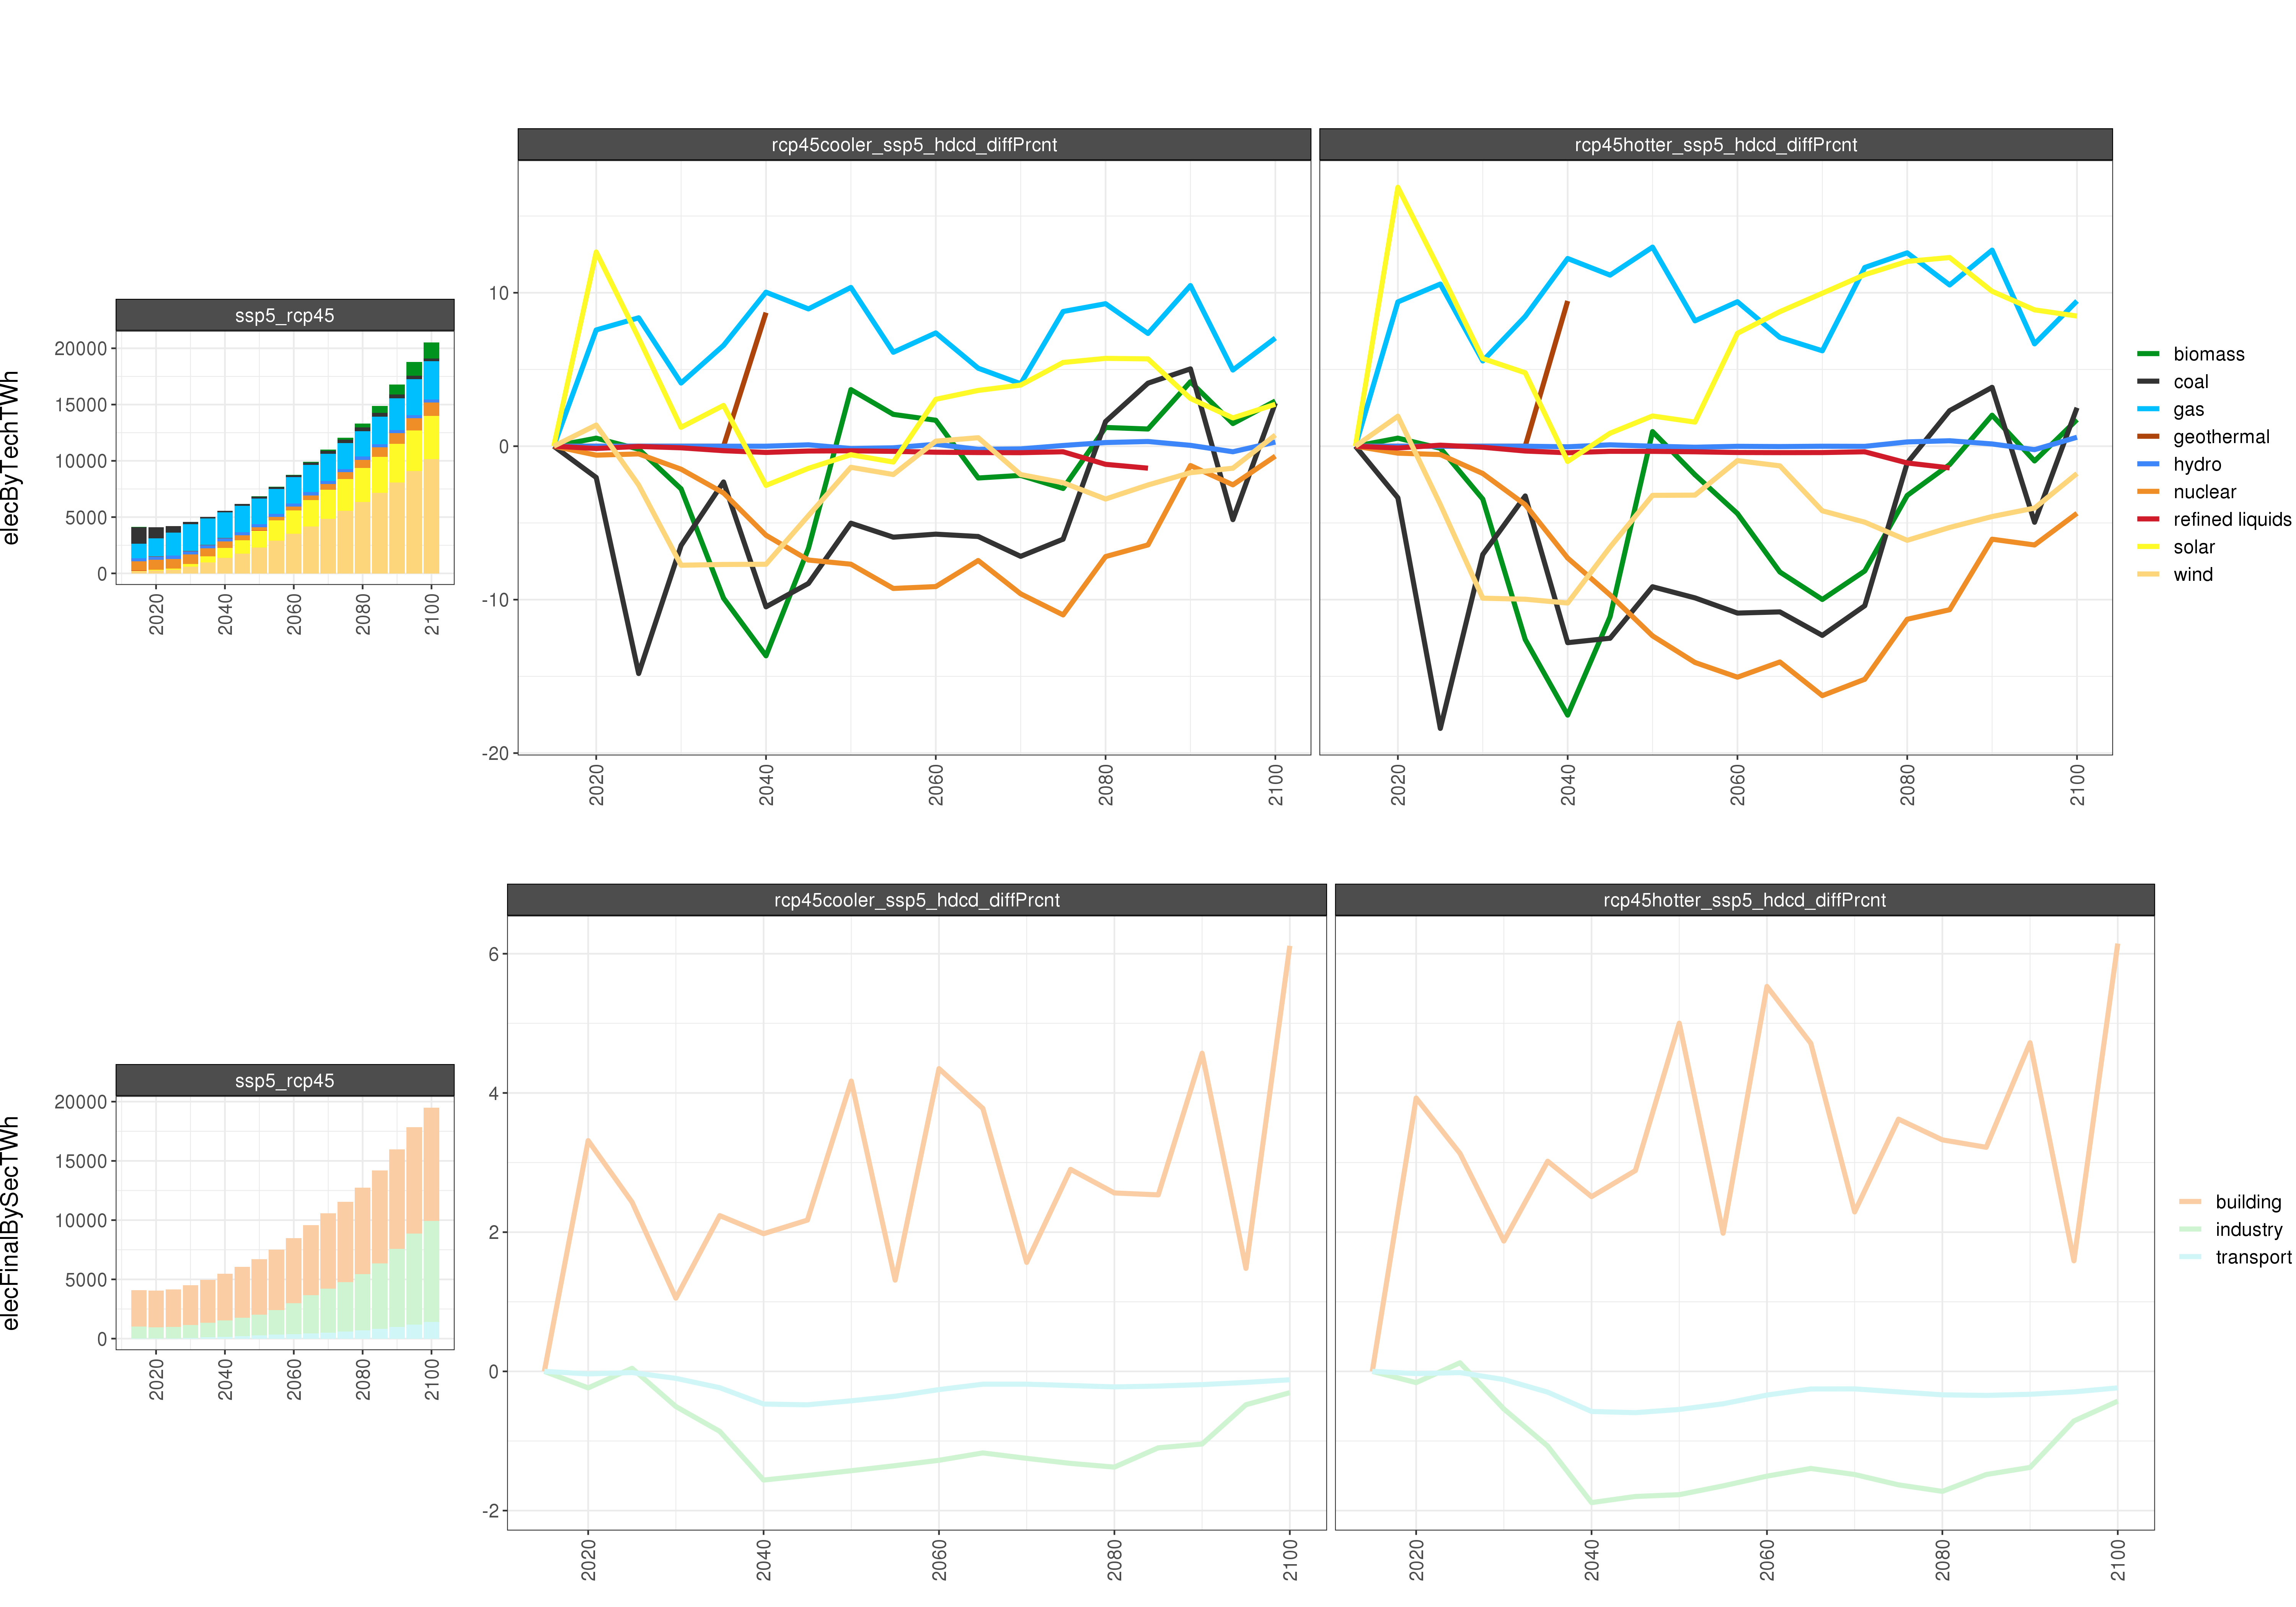 elecByTechTWh
ssp5_rcp45
20000
15000
10000
5000
0
2020
2040
2060
2080
2100
rcp45cooler_ssp5_hdcd_diffPrcnt
rcp45hotter_ssp5_hdcd_diffPrcnt
10
0
-10
-20
2020
2040
2060
2080
2100
2020
2040
2060
2080
2100
biomass
coal
gas
geothermal
hydro
nuclear
refined liquids
solar
wind
elecFinalBySecTWh
ssp5_rcp45
20000
15000
10000
5000
0
2020
2040
2060
2080
2100
rcp45cooler_ssp5_hdcd_diffPrcnt
rcp45hotter_ssp5_hdcd_diffPrcnt
6
4
2
0
-2
2020
2040
2060
2080
2100
2020
2040
2060
2080
2100
building
industry
transport